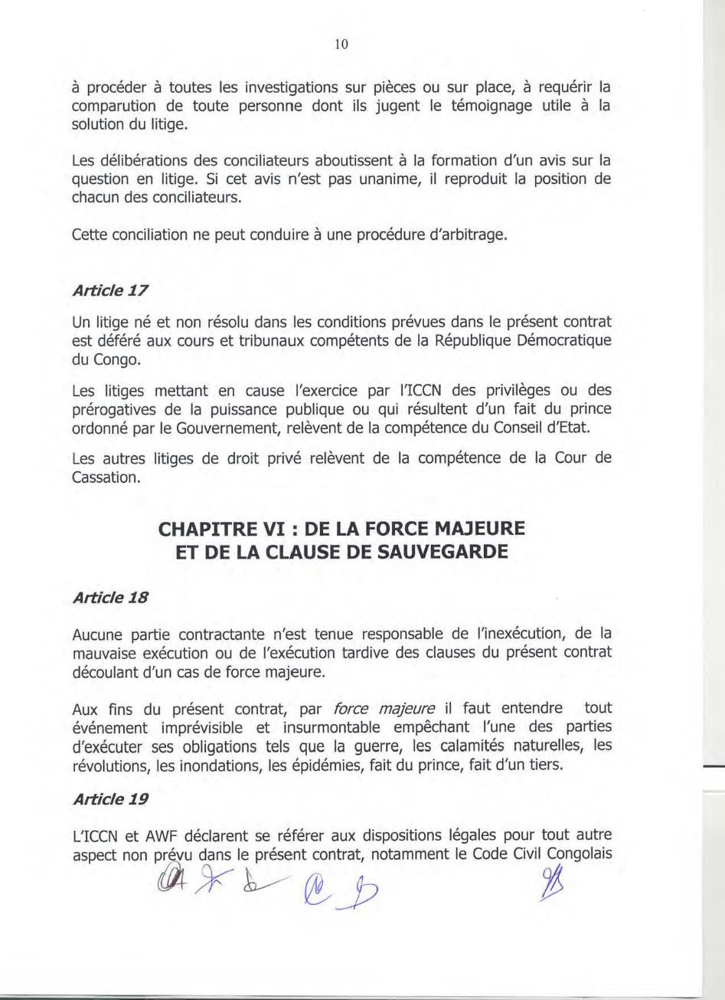 10
à procéder à toutes les investigations sur pièces ou sur place, à requérir la
comparution de toute personne dont ils jugent le témoignage utile à la
solution du litige.
Les délibérations des conciliateurs aboutissent à la formation d'un avis sur la
question en litige. Si cet avis n'est pas unanime, il reproduit la position de
chacun des conciliateurs.
Cette conciliation ne peut conduire à une procédure d'arbitrage.
Article 17
Un litige né et non résolu dans les conditions prévues dans le présent contrat
est déféré aux cours et tribunaux compétents de la République Démocratique
du Congo.
Les litiges mettant en cause l'exercice par l'ICCN des privilèges ou des
prérogatives de la puissance publique ou qui résultent d'un fait du prince
ordonné par le Gouvernement, relèvent de la compétence du Conseil d'Etat.
Les autres litiges de droit privé relèvent de la compétence de la Cour de
Cassation.
CHAPITRE VI : DE LA FORCE MAJEURE
ET DE LA CLAUSE DE SAUVEGARDE
Article 18
Aucune partie contractante n'est tenue responsable de l'inexécution, de la
mauvaise exécution ou de l'exécution tardive des clauses du présent contrat
découlant d'un cas de force majeure.
Aux fins du présent contrat, par force majeure il faut entendre tout
événement imprévisible et insurmontable empêchant l'une des parties
d'exécuter ses obligations tels que la guerre, les calamités naturelles, les
révolutions, les inondations, les épidémies, fait du prince, fait d'un tiers.
Article 19
L'ICCN et AWF déclarent se référer aux dispositions légales pour tout autre
aspect non prévu dans le présent contrat, notamment le Code Civil Congolais